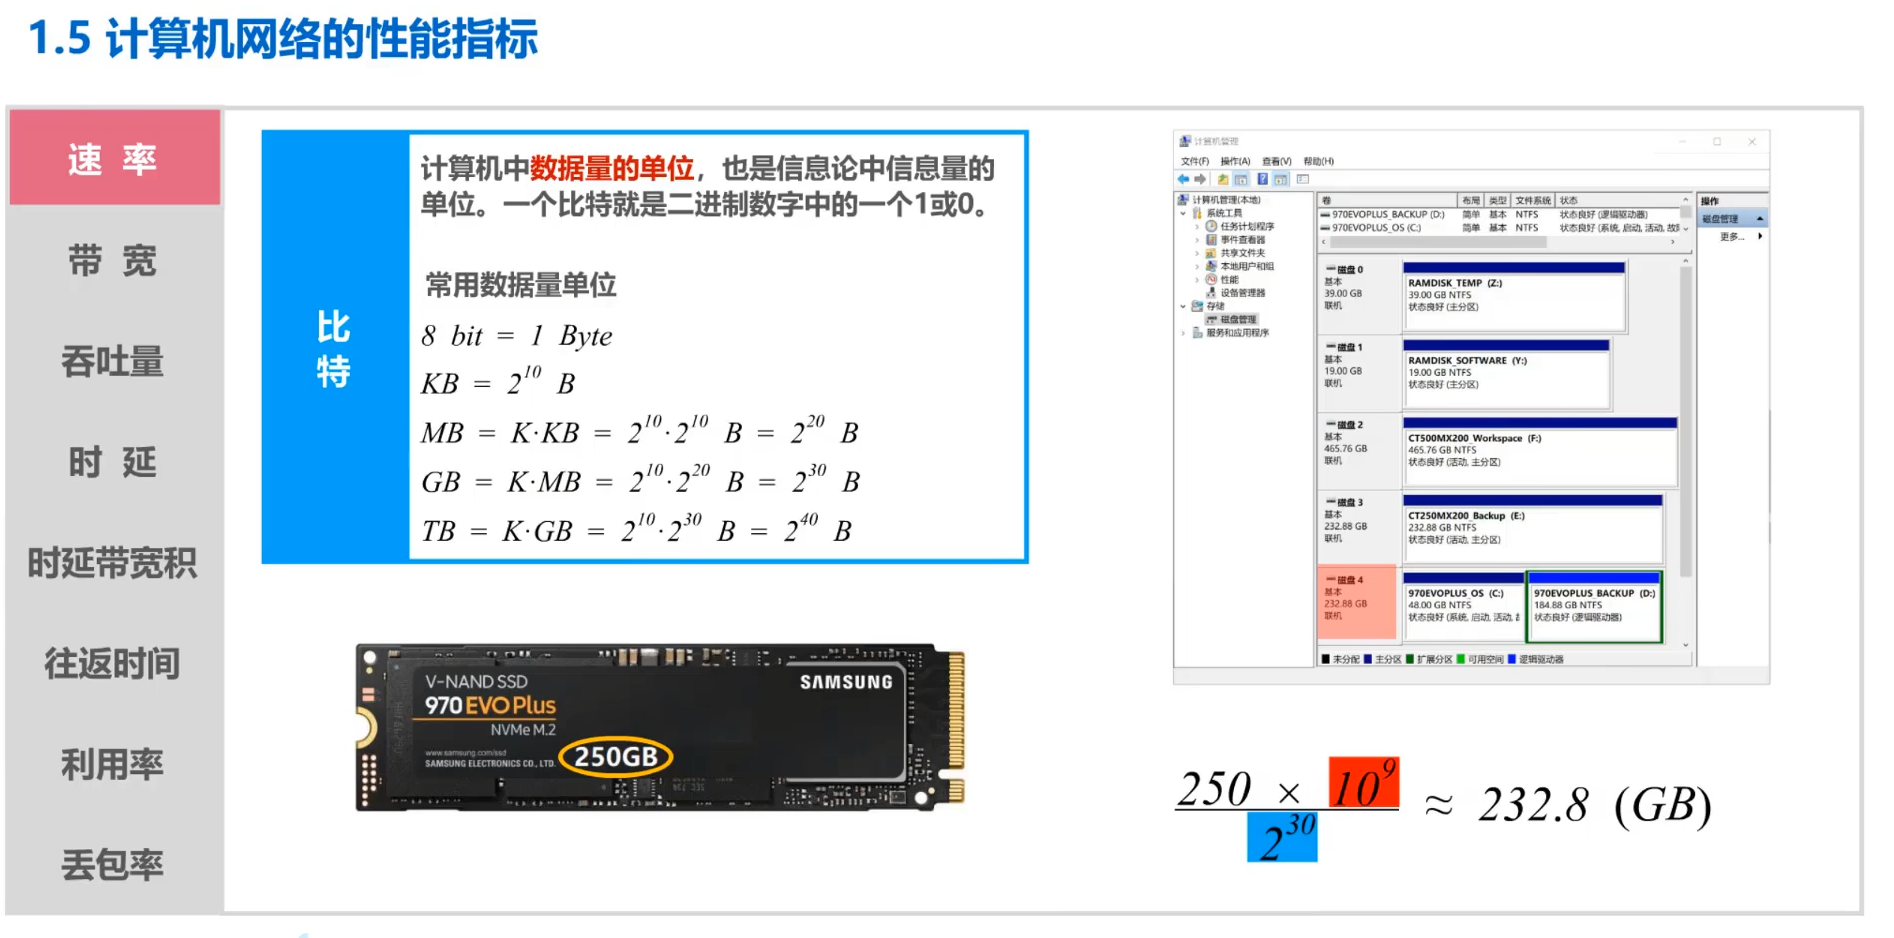 1.5 计算机网络的性能指标
速 率
带 宽
吞吐量
时 延
时延带宽积
往返时间
利用率
丢包率
比
特
计算机中数据量的单位，也是信息论中信息量的
单位。一个比特就是二进制数字中的一个1或0。
常用数据量单位
8 bit = 1 Byte
KB = 2^10 B
MB = K·KB = 2^10·2^10 B = 2^20 B
GB = K·MB = 2^10·2^20 B = 2^30 B
TB = K·GB = 2^10·2^30 B = 2^40 B
V-NAND SSD
970 EVO Plus
NVMe M.2
www.samsung.com/ssd
SAMSUNG ELECTRONICS CO., LTD.
250GB
SAMSUNG
计算机管理
文件(F) 操作(A) 查看(V) 帮助(H)
计算机管理(本地)
系统工具
任务计划程序
事件查看器
共享文件夹
本地用户和组
性能
设备管理器
存储
磁盘管理
服务和应用程序
卷 布局 类型 文件系统 状态
970EVOPLUS_BACKUP (D:) 简单 基本 NTFS 状态良好 (逻辑驱动器)
970EVOPLUS_OS (C:) 简单 基本 NTFS 状态良好 (系统, 启动, 活动, 故
操作
磁盘管理
更多...
磁盘 0
基本
39.00 GB
联机
RAMDISK_TEMP (Z:)
39.00 GB NTFS
状态良好 (主分区)
磁盘 1
基本
19.00 GB
联机
RAMDISK_SOFTWARE (Y:)
19.00 GB NTFS
状态良好 (主分区)
磁盘 2
基本
465.76 GB
联机
CT500MX200_Workspace (F:)
465.76 GB NTFS
状态良好 (活动, 主分区)
磁盘 3
基本
232.88 GB
联机
CT250MX200_Backup (E:)
232.88 GB NTFS
状态良好 (活动, 主分区)
磁盘 4
基本
232.88 GB
联机
970EVOPLUS_OS (C:)
48.00 GB NTFS
状态良好 (系统, 启动, 活动,
970EVOPLUS_BACKUP (D:)
184.88 GB NTFS
状态良好 (逻辑驱动器)
未分配 主分区 扩展分区 可用空间 逻辑驱动器
250 × 10^9
2^30
≈ 232.8 (GB)